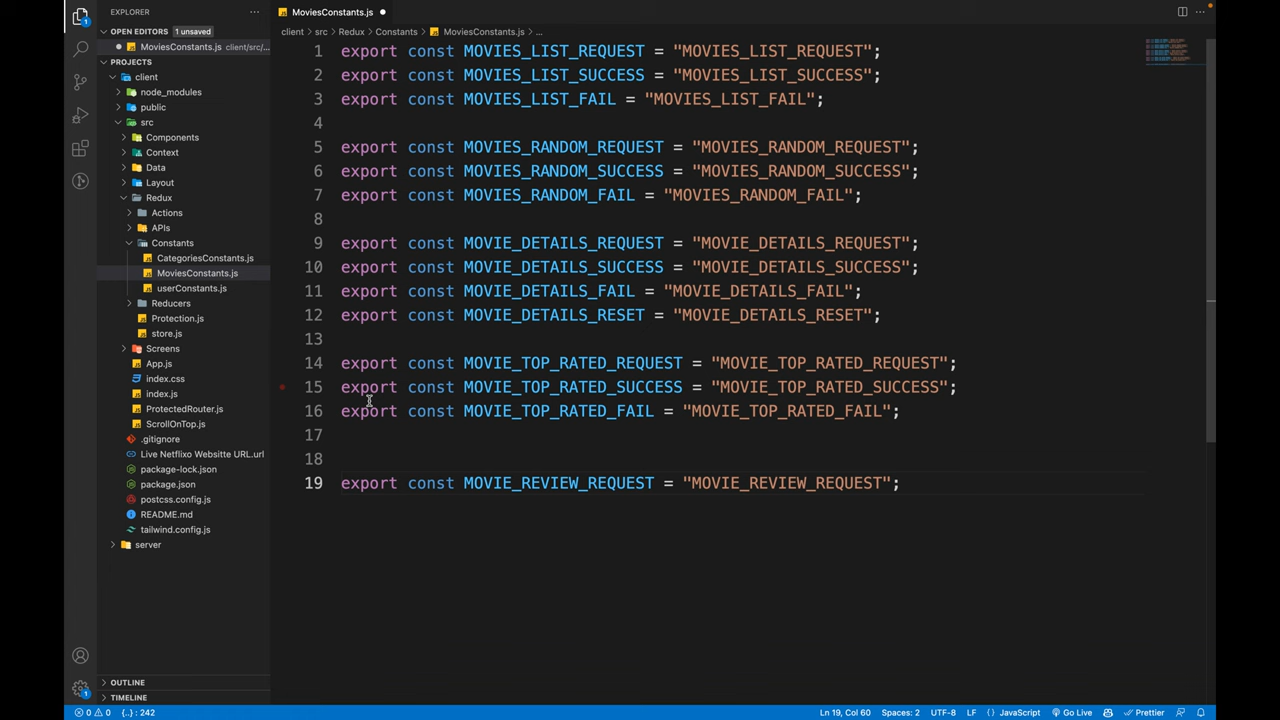 EXPLORER
OPEN EDITORS 1 unsaved
MoviesConstants.js client/src/...
PROJECTS
client
node_modules
public
src
Components
Context
Data
Layout
Redux
Actions
APIs
Constants
CategoriesConstants.js
MoviesConstants.js
userConstants.js
Reducers
Protection.js
store.js
Screens
App.js
index.css
index.js
ProtectedRouter.js
ScrollOnTop.js
.gitignore
Live Netflixo Websitte URL.url
package-lock.json
package.json
postcss.config.js
README.md
tailwind.config.js
server
OUTLINE
TIMELINE
MoviesConstants.js
client > src > Redux > Constants > MoviesConstants.js > ...
1 export const MOVIES_LIST_REQUEST = "MOVIES_LIST_REQUEST";
2 export const MOVIES_LIST_SUCCESS = "MOVIES_LIST_SUCCESS";
3 export const MOVIES_LIST_FAIL = "MOVIES_LIST_FAIL";
4
5 export const MOVIES_RANDOM_REQUEST = "MOVIES_RANDOM_REQUEST";
6 export const MOVIES_RANDOM_SUCCESS = "MOVIES_RANDOM_SUCCESS";
7 export const MOVIES_RANDOM_FAIL = "MOVIES_RANDOM_FAIL";
8
9 export const MOVIE_DETAILS_REQUEST = "MOVIE_DETAILS_REQUEST";
10 export const MOVIE_DETAILS_SUCCESS = "MOVIE_DETAILS_SUCCESS";
11 export const MOVIE_DETAILS_FAIL = "MOVIE_DETAILS_FAIL";
12 export const MOVIE_DETAILS_RESET = "MOVIE_DETAILS_RESET";
13
14 export const MOVIE_TOP_RATED_REQUEST = "MOVIE_TOP_RATED_REQUEST";
15 export const MOVIE_TOP_RATED_SUCCESS = "MOVIE_TOP_RATED_SUCCESS";
16 export const MOVIE_TOP_RATED_FAIL = "MOVIE_TOP_RATED_FAIL";
17
18
19 export const MOVIE_REVIEW_REQUEST = "MOVIE_REVIEW_REQUEST";
0 0 {..} : 242 Ln 19, Col 60 Spaces: 2 UTF-8 LF {} JavaScript Go Live Prettier